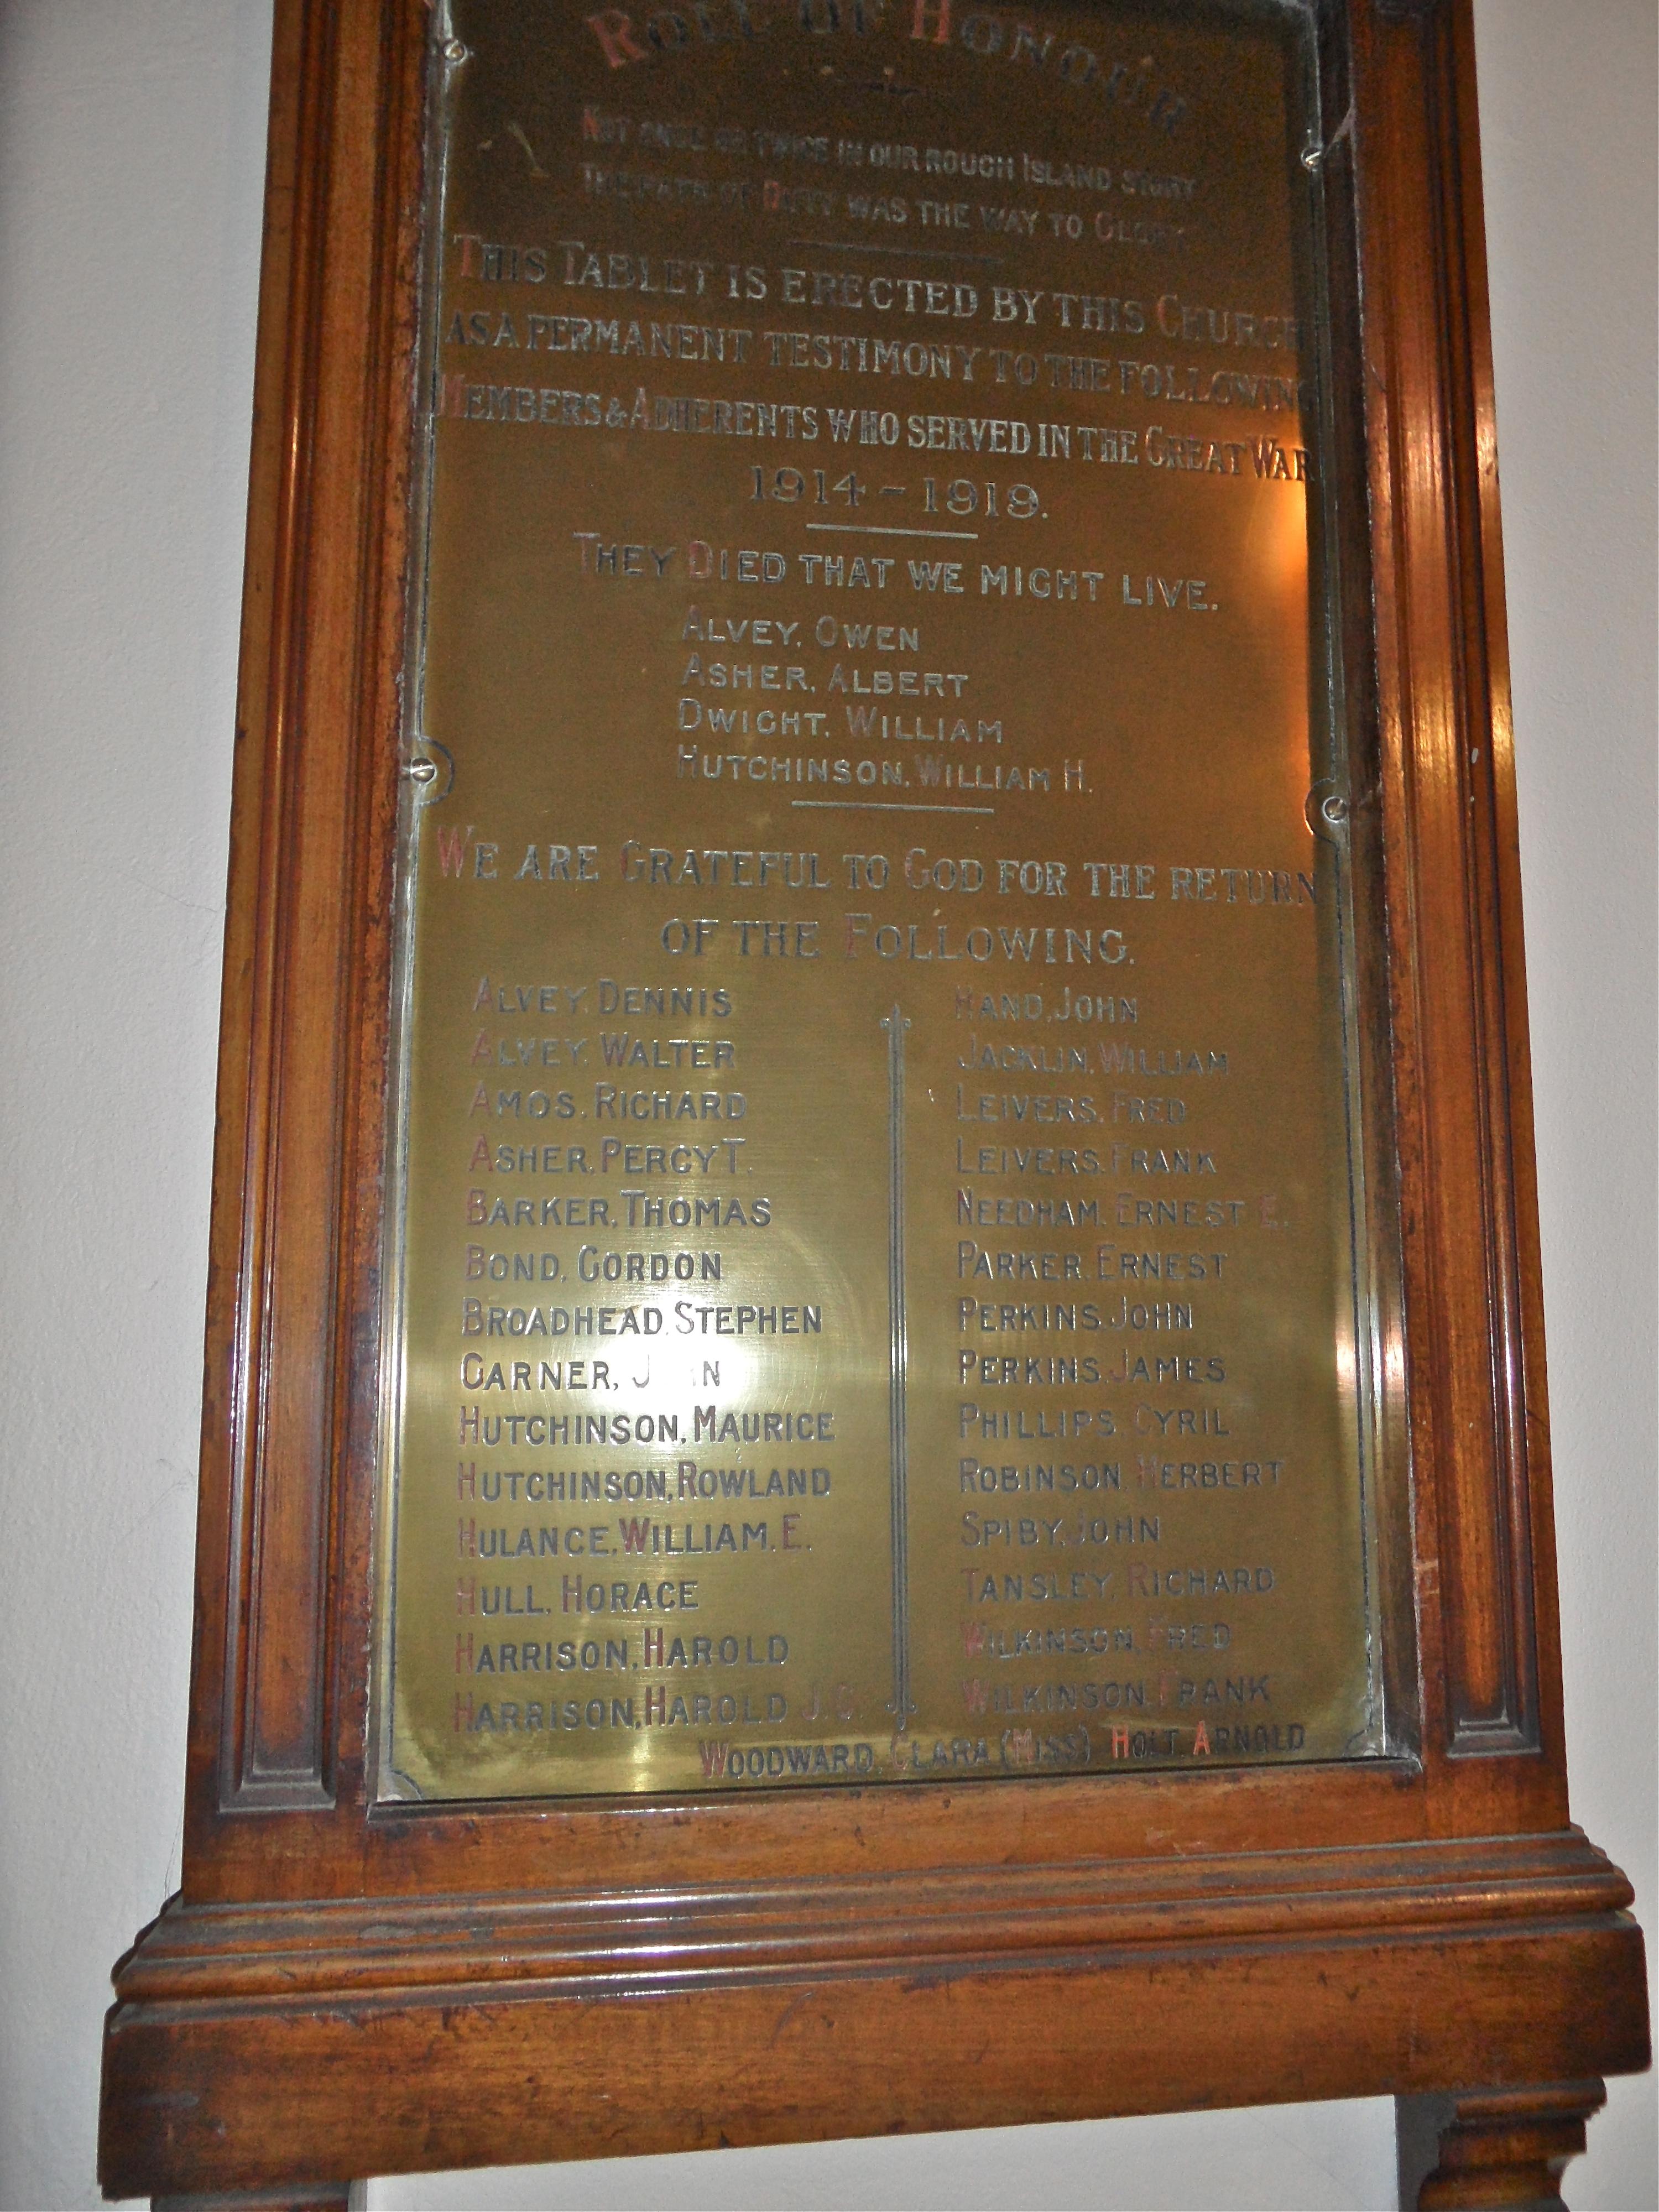 ROLL OF HONOUR
NOT ONCE OR TWICE IN OUR ROUGH ISLAND STORY
THE PATH OF DUTY WAS THE WAY TO GLORY
THIS TABLET IS ERECTED BY THIS CHURCH
AS A PERMANENT TESTIMONY TO THE FOLLOWING
MEMBERS & ADHERENTS WHO SERVED IN THE GREAT WAR
1914 – 1919.
THEY DIED THAT WE MIGHT LIVE.
ALVEY, OWEN
ASHER, ALBERT
DWIGHT, WILLIAM
HUTCHINSON, WILLIAM H.
WE ARE GRATEFUL TO GOD FOR THE RETURN
OF THE FOLLOWING.
ALVEY, DENNIS
ALVEY, WALTER
AMOS, RICHARD
ASHER, PERCY T.
BARKER, THOMAS
BOND, GORDON
BROADHEAD, STEPHEN
GARNER,
HUTCHINSON, MAURICE
HUTCHINSON, ROWLAND
HULANCE, WILLIAM. E.
HULL, HORACE
HARRISON, HAROLD
HARRISON, HAROLD J.C.
HAND, JOHN
JACKLIN, WILLIAM
LEIVERS, FRED
LEIVERS, FRANK
NEEDHAM, ERNEST E.
PARKER, ERNEST
PERKINS, JOHN
PERKINS, JAMES
PHILLIPS, CYRIL
ROBINSON, HERBERT
SPIBY, JOHN
TANSLEY, RICHARD
WILKINSON, FRED
WILKINSON, FRANK
WOODWARD, CLARA (MISS) HOLT, ARNOLD